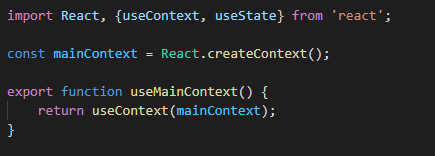 import React, {useContext, useState} from 'react';
const mainContext = React.createContext();
export function useMainContext() {
    return useContext(mainContext);
}